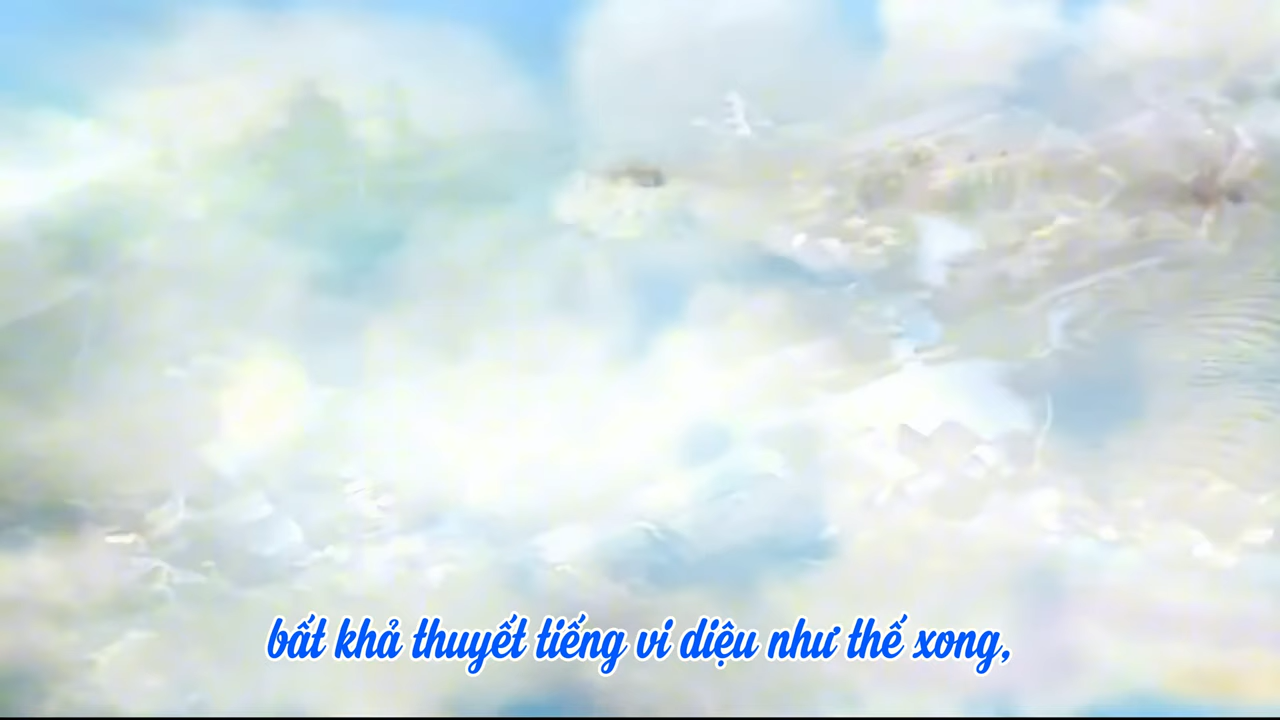 bất khả thuyết tiếng vi diệu như thế xong,